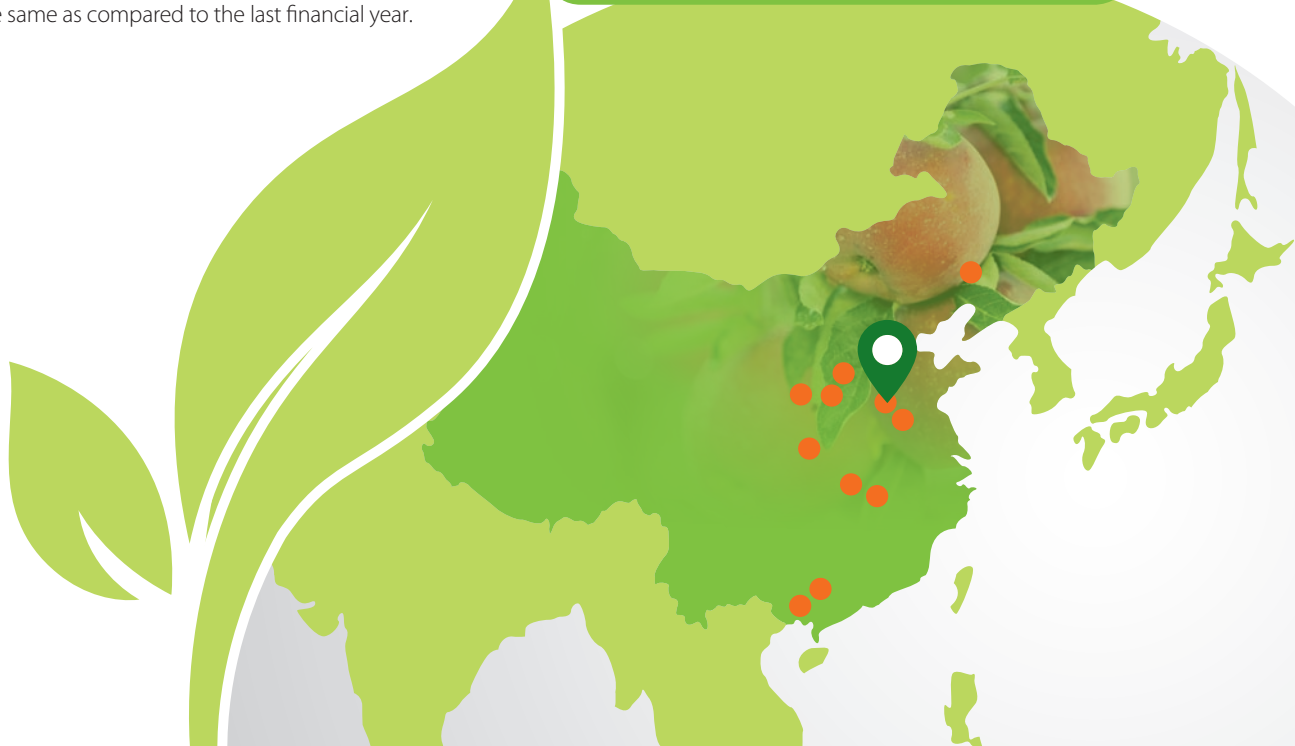 same as compared to the last financial year.